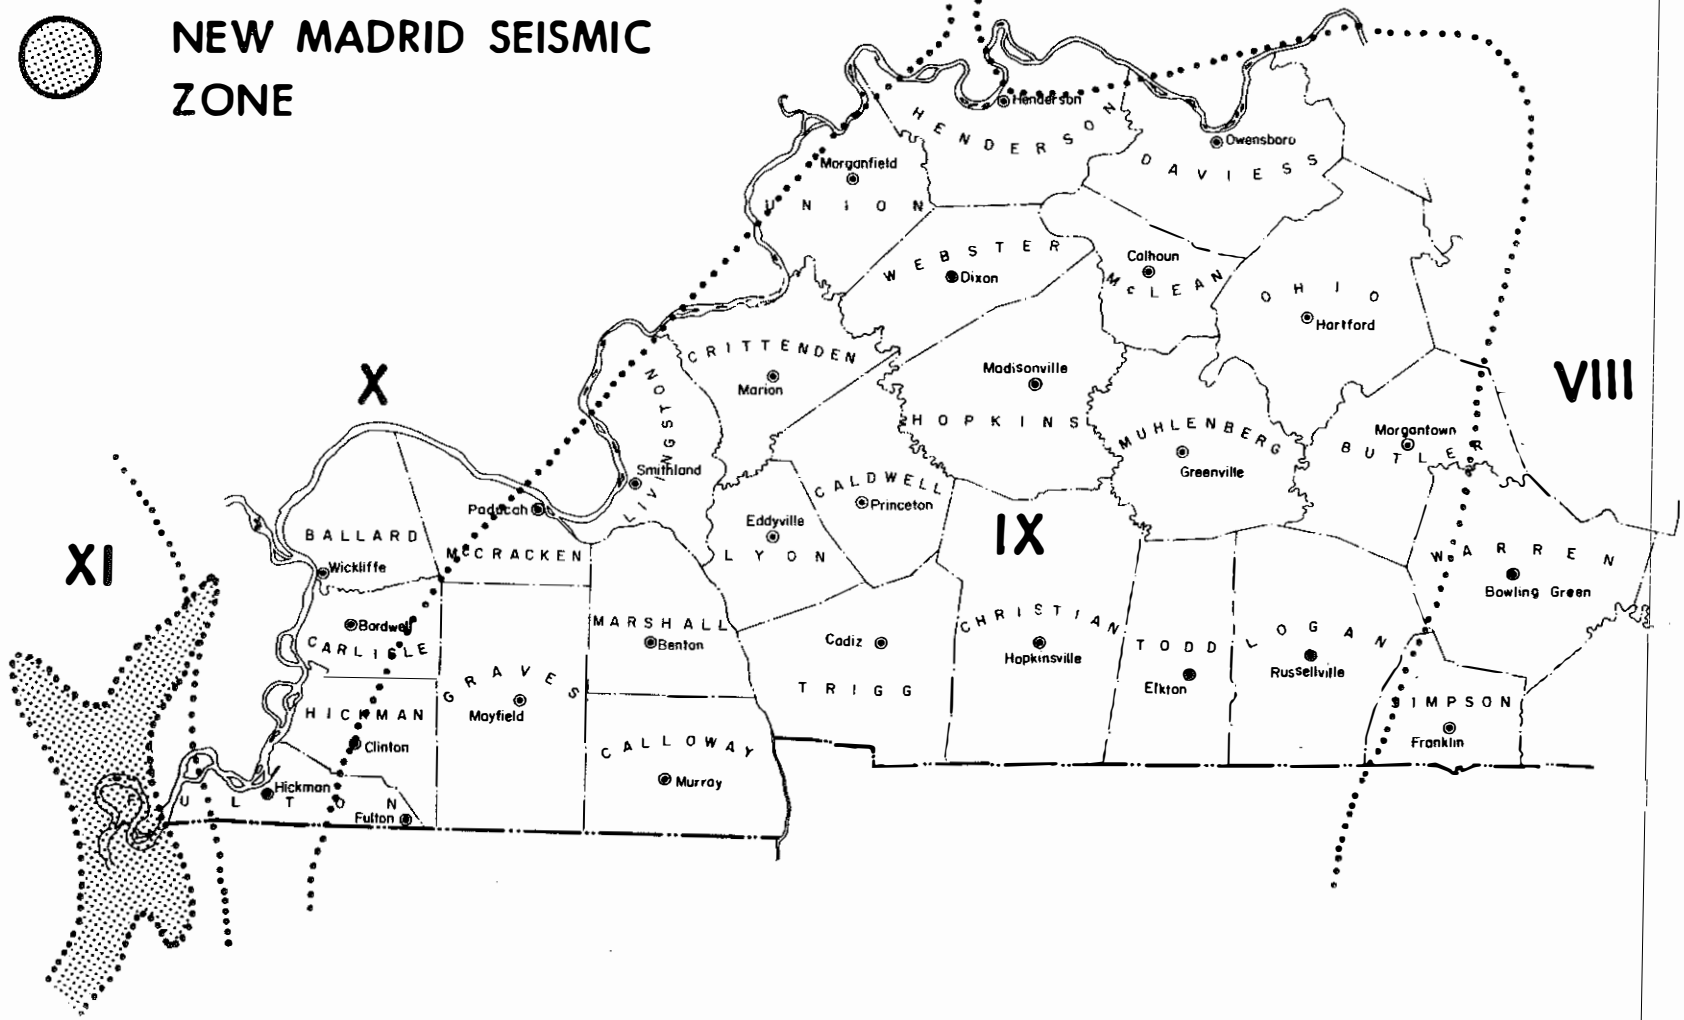 NEW MADRID SEISMIC
ZONE
Henderson
HENDERSON
Owensboro
DAVIESS
Morganfield
UNION
WEBSTER
Dixon
Calhoun
McLEAN
OHIO
Hartford
CRITTENDEN
Marion
LIVINGSTON
Smithland
Madisonville
HOPKINS
MUHLENBERG
Greenville
Morgantown
BUTLER
VIII
X
CALDWELL
Princeton
Eddyville
LYON
IX
Paducah
McCRACKEN
BALLARD
Wickliffe
XI
WARREN
Bowling Green
Bardwell
CARLISLE
MARSHALL
Benton
Cadiz
TRIGG
CHRISTIAN
Hopkinsville
TODD
Elkton
LOGAN
Russellville
SIMPSON
Franklin
GRAVES
Mayfield
HICKMAN
Clinton
CALLOWAY
Murray
Hickman
FULTON
Fulton